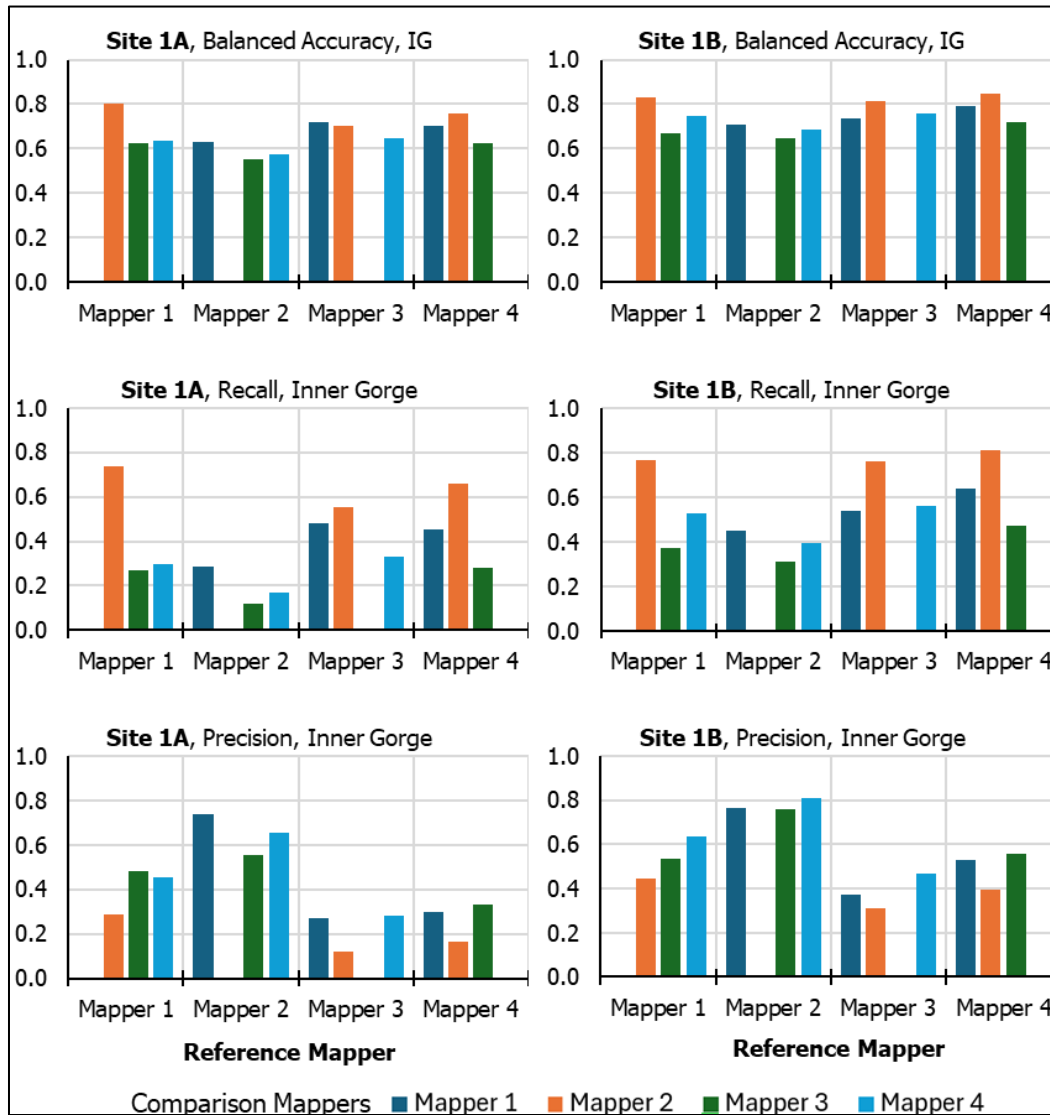 Site 1A, Balanced Accuracy, IG
1.0
0.8
0.6
0.4
0.2
0.0
Mapper 1 Mapper 2 Mapper 3 Mapper 4
Site 1B, Balanced Accuracy, IG
1.0
0.8
0.6
0.4
0.2
0.0
Mapper 1 Mapper 2 Mapper 3 Mapper 4
Site 1A, Recall, Inner Gorge
1.0
0.8
0.6
0.4
0.2
0.0
Mapper 1 Mapper 2 Mapper 3 Mapper 4
Site 1B, Recall, Inner Gorge
1.0
0.8
0.6
0.4
0.2
0.0
Mapper 1 Mapper 2 Mapper 3 Mapper 4
Site 1A, Precision, Inner Gorge
1.0
0.8
0.6
0.4
0.2
0.0
Mapper 1 Mapper 2 Mapper 3 Mapper 4
Reference Mapper
Site 1B, Precision, Inner Gorge
1.0
0.8
0.6
0.4
0.2
0.0
Mapper 1 Mapper 2 Mapper 3 Mapper 4
Reference Mapper
Comparison Mappers Mapper 1 Mapper 2 Mapper 3 Mapper 4